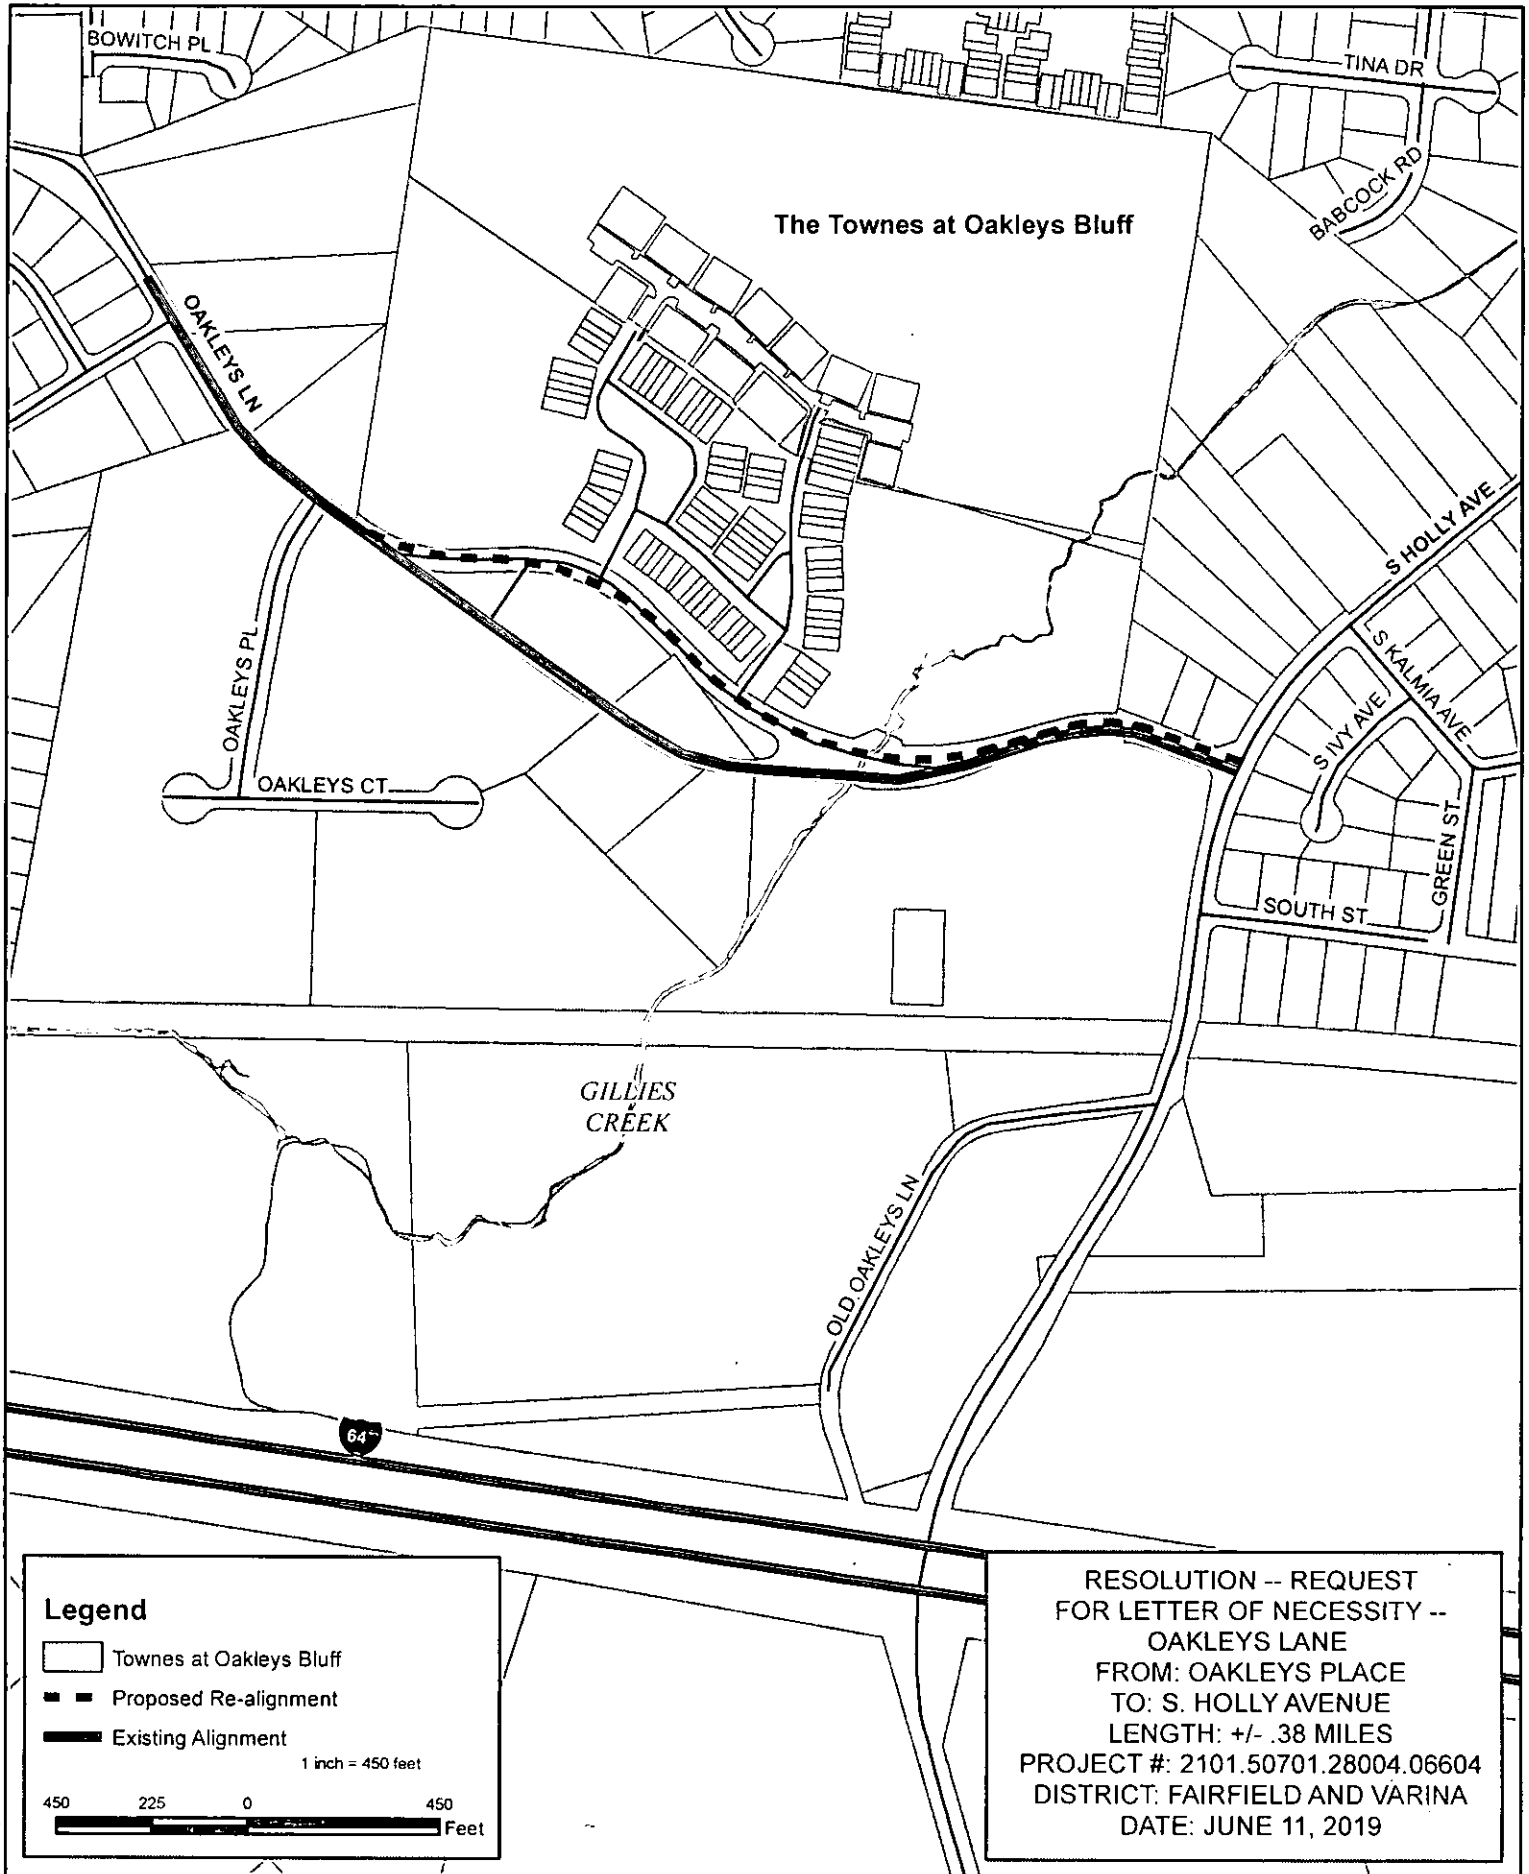 BOWITCH PL
TINA DR
BABCOCK RD
The Townes at Oakleys Bluff
OAKLEYS LN
S HOLLY AVE
S KALMIA AVE
S IVY AVE
OAKLEYS PL
OAKLEYS CT
GREEN ST
SOUTH ST
GILLIES
CREEK
OLD OAKLEYS LN
64
Legend
Townes at Oakleys Bluff
Proposed Re-alignment
Existing Alignment
1 inch = 450 feet
450 225 0 450
Feet
RESOLUTION -- REQUEST
FOR LETTER OF NECESSITY --
OAKLEYS LANE
FROM: OAKLEYS PLACE
TO: S. HOLLY AVENUE
LENGTH: +/- .38 MILES
PROJECT #: 2101.50701.28004.06604
DISTRICT: FAIRFIELD AND VARINA
DATE: JUNE 11, 2019